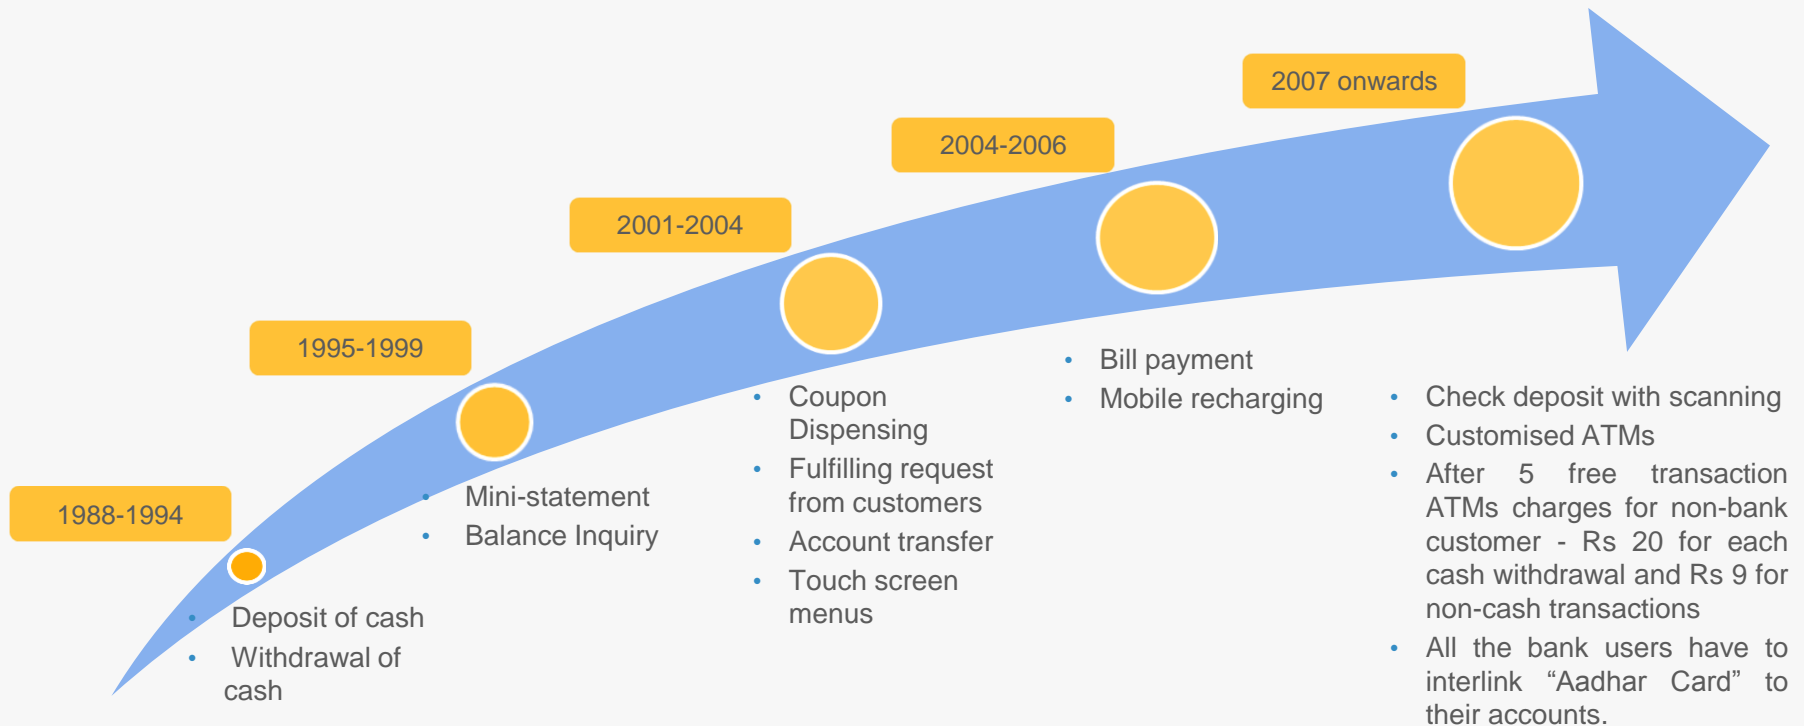 1988-1994
Deposit of cash
Withdrawal of
cash
1995-1999
Mini-statement
Balance Inquiry
2001-2004
Coupon
Dispensing
Fulfilling request
from customers
Account transfer
Touch screen
menus
2004-2006
Bill payment
Mobile recharging
2007 onwards
Check deposit with scanning
Customised ATMs
After 5 free transaction
ATMs charges for non-bank
customer - Rs 20 for each
cash withdrawal and Rs 9 for
non-cash transactions
All the bank users have to
interlink “Aadhar Card” to
their accounts.